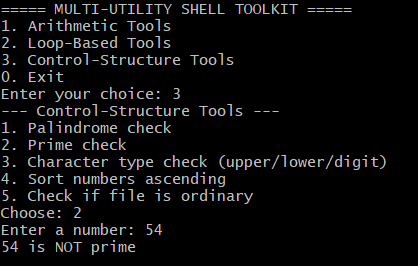 ===== MULTI-UTILITY SHELL TOOLKIT =====
1. Arithmetic Tools
2. Loop-Based Tools
3. Control-Structure Tools
0. Exit
Enter your choice: 3
--- Control-Structure Tools ---
1. Palindrome check
2. Prime check
3. Character type check (upper/lower/digit)
4. Sort numbers ascending
5. Check if file is ordinary
Choose: 2
Enter a number: 54
54 is NOT prime